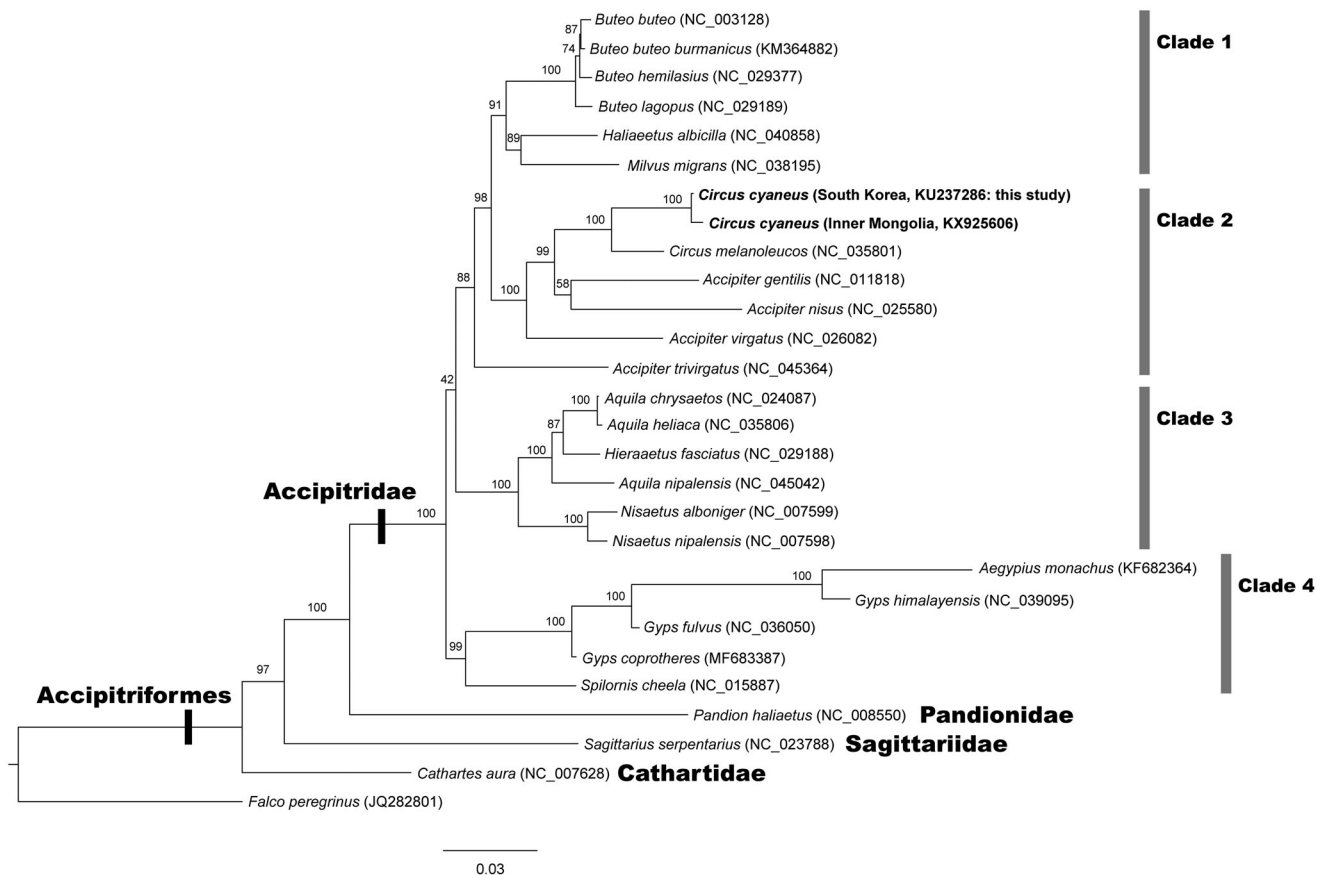 Buteo buteo (NC_003128)
87
Clade 1
74
Buteo buteo burmanicus (KM364882)
100
Buteo hemilasius (NC_029377)
91
Buteo lagopus (NC_029189)
89
Haliaeetus albicilla (NC_040858)
Milvus migrans (NC_038195)
98
100
Circus cyaneus (South Korea, KU237286: this study)
100
Circus cyaneus (Inner Mongolia, KX925606)
Clade 2
99
Circus melanoleucos (NC_035801)
88
100
58
Accipiter gentilis (NC_011818)
Accipiter nisus (NC_025580)
Accipiter virgatus (NC_026082)
Accipiter trivirgatus (NC_045364)
42
100
Aquila chrysaetos (NC_024087)
Clade 3
87
Aquila heliaca (NC_035806)
100
Hieraaetus fasciatus (NC_029188)
100
Aquila nipalensis (NC_045042)
Accipitridae
100
100
Nisaetus alboniger (NC_007599)
Nisaetus nipalensis (NC_007598)
100
Aegypius monachus (KF682364)
Clade 4
100
Gyps himalayensis (NC_039095)
100
100
Gyps fulvus (NC_036050)
99
Gyps coprotheres (MF683387)
Spilornis cheela (NC_015887)
97
Accipitriformes
Pandion haliaetus (NC_008550) Pandionidae
Sagittarius serpentarius (NC_023788) Sagittariidae
Cathartes aura (NC_007628) Cathartidae
Falco peregrinus (JQ282801)
0.03